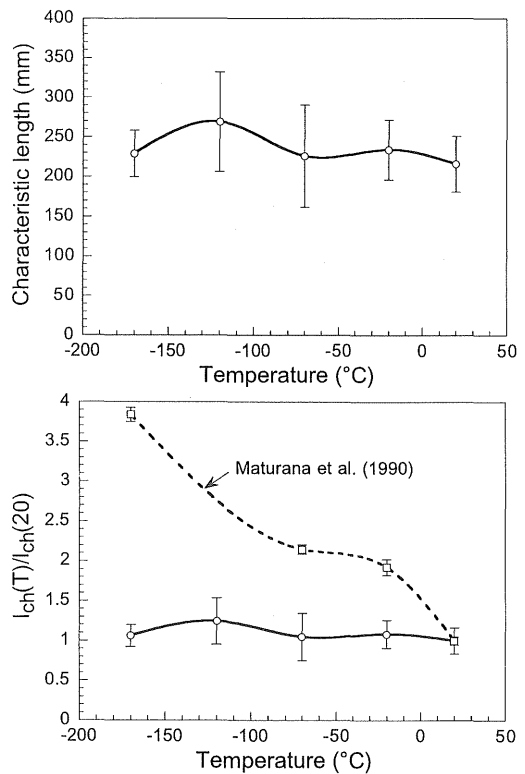 400
350
300
250
200
150
100
50
0
Characteristic length (mm)
-200 -150 -100 -50 0 50
Temperature (°C)
4
3.5
3
2.5
2
1.5
1
0.5
0
lch(T)/lch(20)
Maturana et al. (1990)
-200 -150 -100 -50 0 50
Temperature (°C)